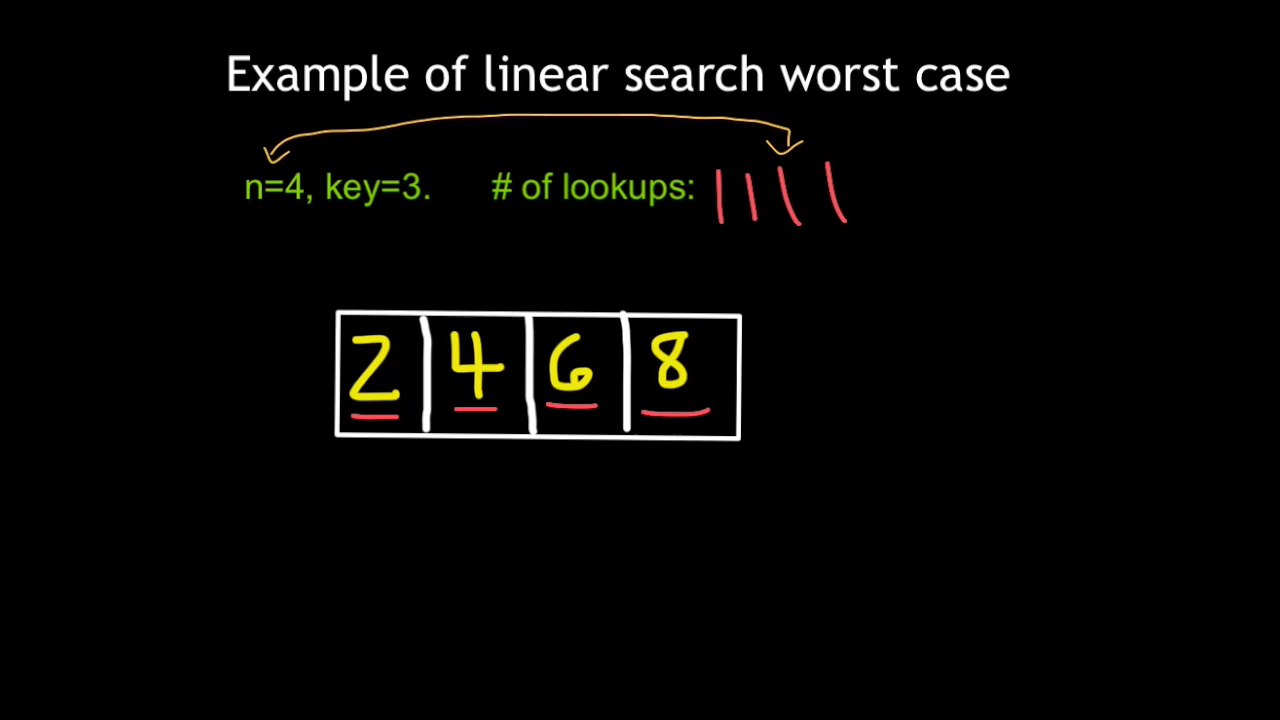 Example of linear search worst case
n=4, key=3. # of lookups: | | | |
2 4 6 8